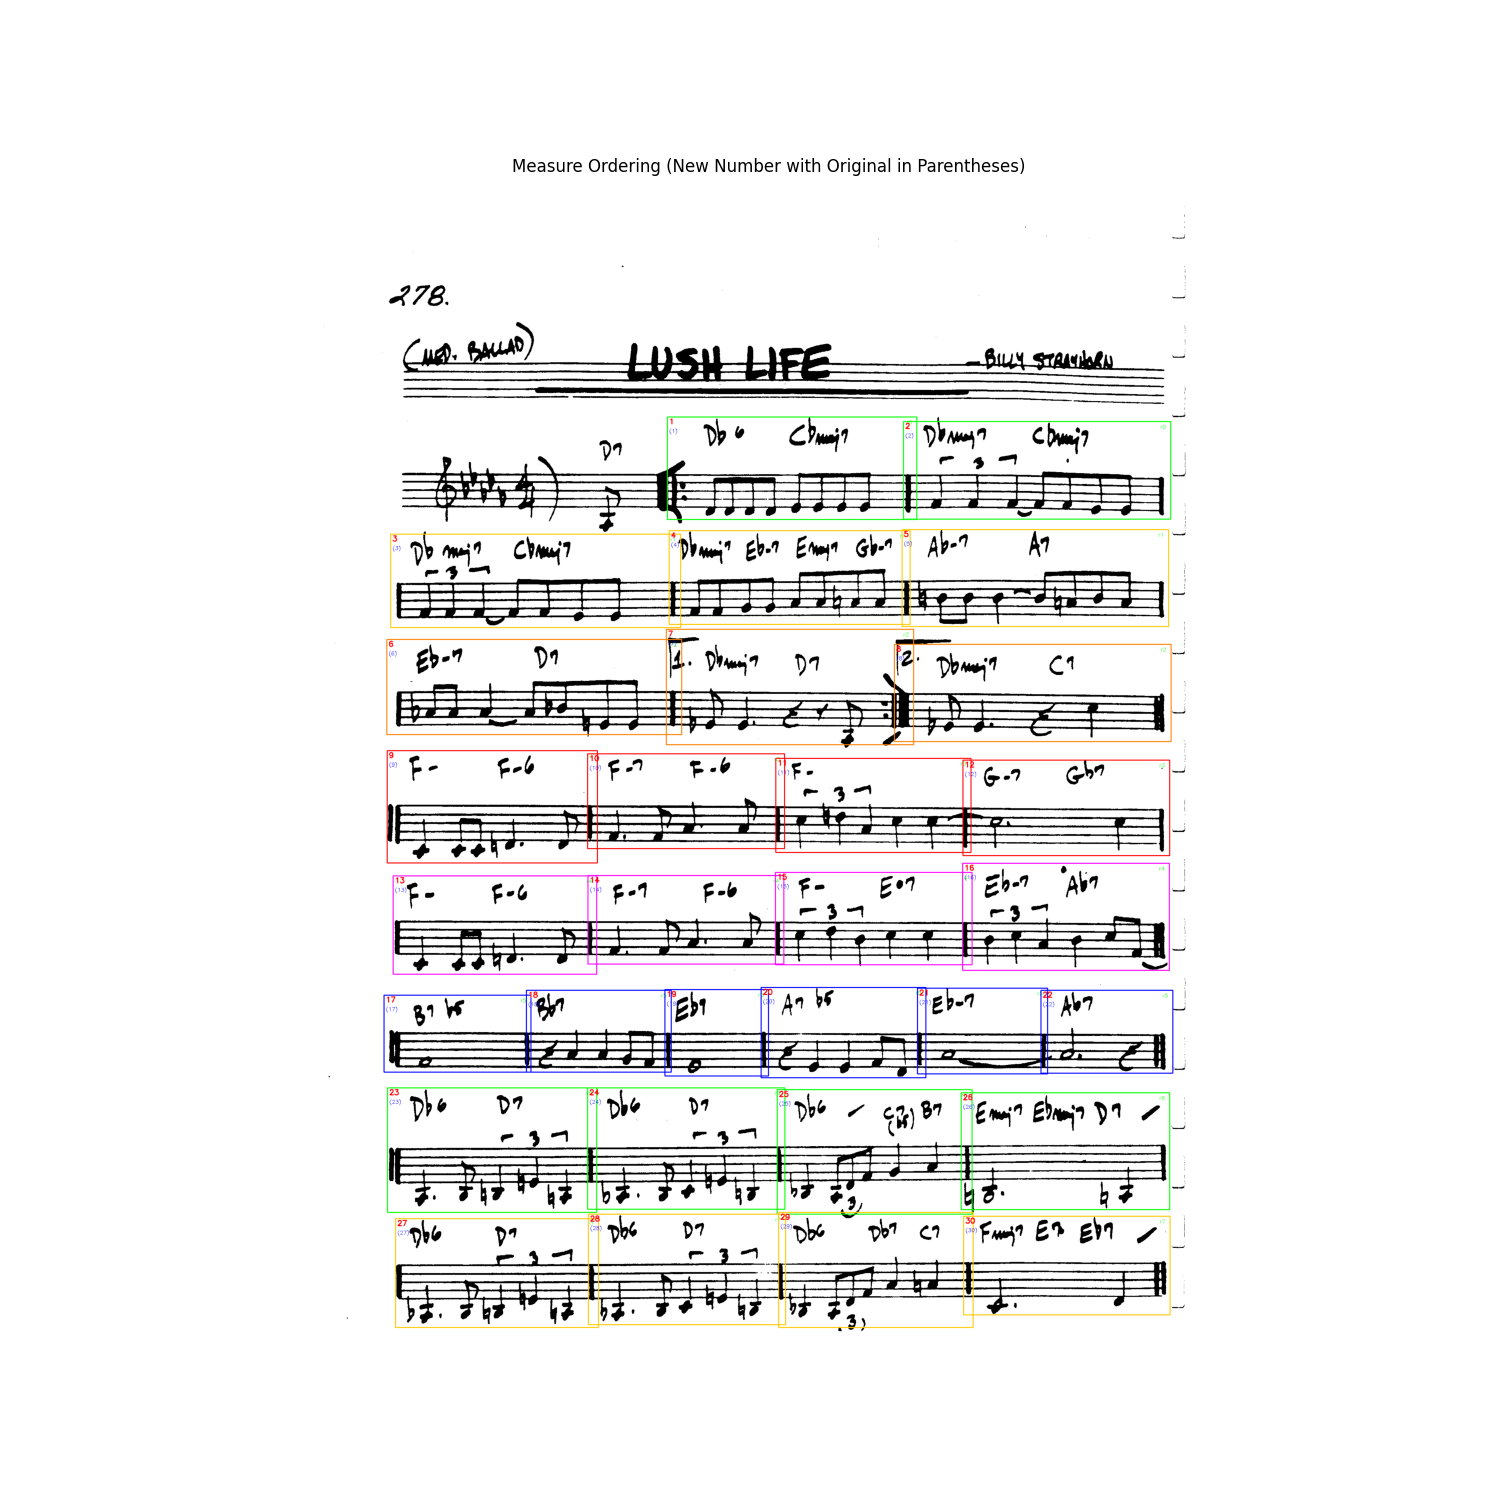 Measure Ordering (New Number with Original in Parentheses)
278.
(MED. BALLAD)
LUSH LIFE
—BILLY STRAYHORN
D7
1 (1) Db 6 Cbmaj7
2 (2) Dbmaj7 Cbmaj7
3
3 (3) Db maj7 Cbmaj7
4 Dbmaj7 Eb-7 Emaj7 Gb-7
5 (5) Ab-7 A7
3
6 (6) Eb-7 D7
7 1. Dbmaj7 D7
8 2. Dbmaj7 C7
9 (9) F- F-6
10 (10) F-7 F-6
11 (11) F-
12 (12) G-7 Gb7
3
13 (13) F- F-6
14 (14) F-7 F-6
15 (15) F- E°7
16 (16) Eb-7 Ab7
3 3
17 (17) B7 b5
18 Bb7
19 Eb7
20 (20) A7 b5
21 (21) Eb-7
22 (22) Ab7
23 (23) Db6 D7
24 (24) Db6 D7
25 (25) Db6 C7 (b5) B7
26 (26) Emaj7 Ebmaj7 D7
3 3
(3)
27 (27) Db6 D7
28 (28) Db6 D7
29 (29) Db6 Db7 C7
30 (30) Fmaj7 Eb7
3 3
(3)